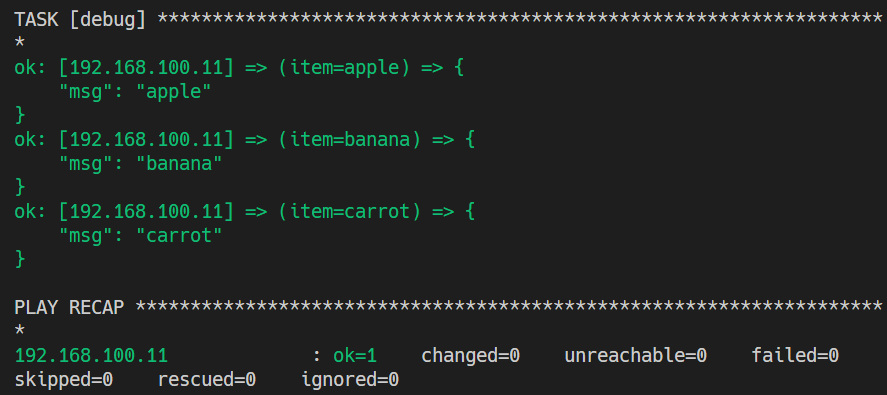 TASK [debug] ******************************************************************
*
ok: [192.168.100.11] => (item=apple) => {
    "msg": "apple"
}
ok: [192.168.100.11] => (item=banana) => {
    "msg": "banana"
}
ok: [192.168.100.11] => (item=carrot) => {
    "msg": "carrot"
}
PLAY RECAP ********************************************************************
*
192.168.100.11             : ok=1    changed=0    unreachable=0    failed=0
skipped=0    rescued=0    ignored=0